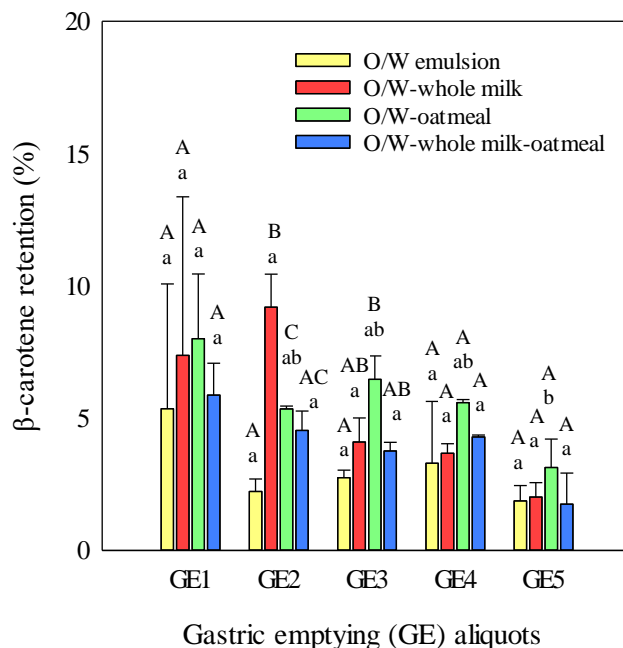 20
15
10
5
0
β-carotene retention (%)
O/W emulsion
O/W-whole milk
O/W-oatmeal
O/W-whole milk-oatmeal
A
a
A
a
A
a
A
a
A
a
B
a
C
ab
AC
a
A
a
AB
a
B
ab
AB
a
A
a
A
a
A
ab
A
a
A
a
A
a
A
b
A
a
GE1 GE2 GE3 GE4 GE5
Gastric emptying (GE) aliquots